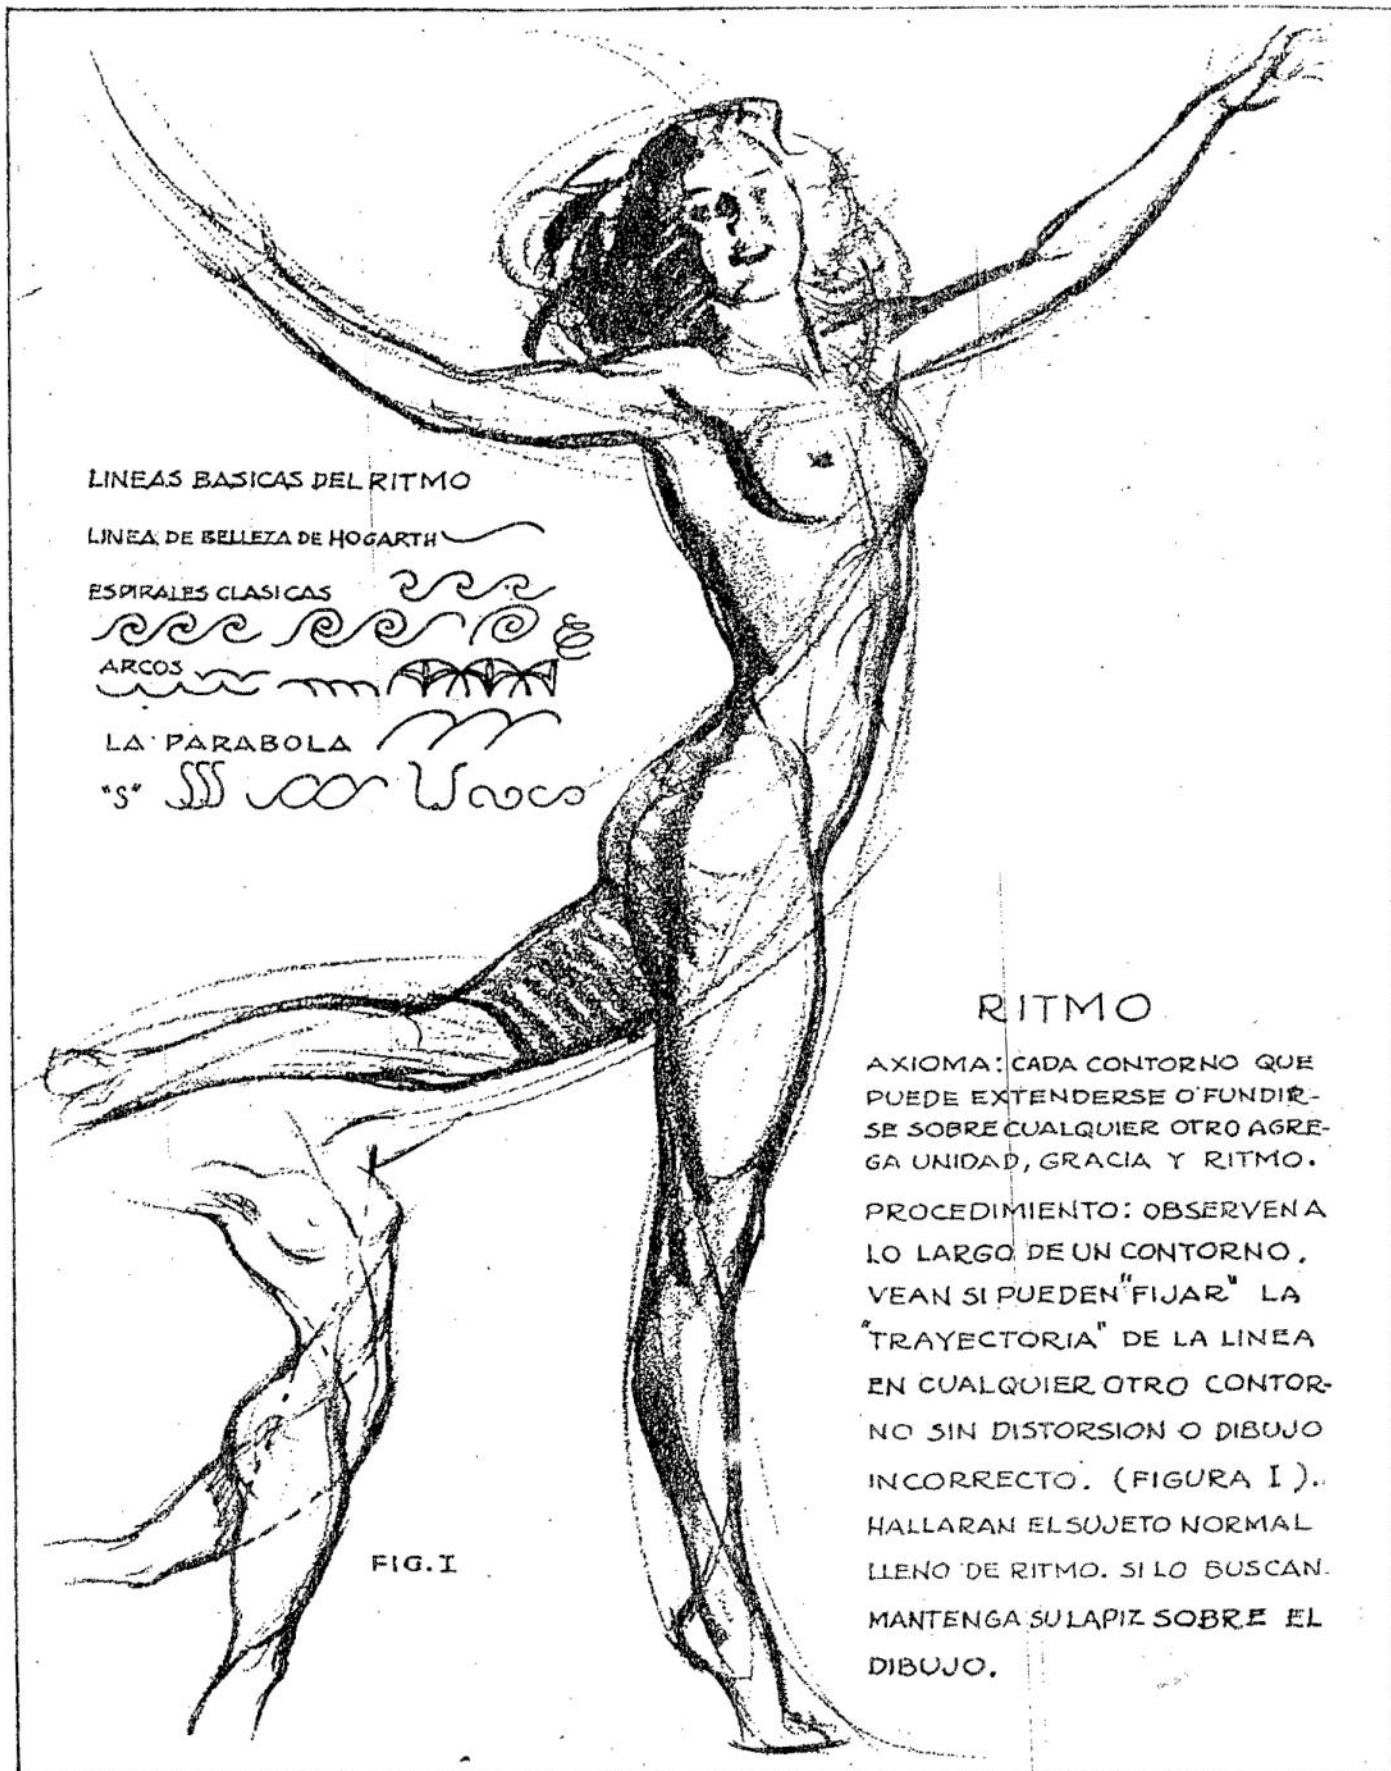 LINEAS BASICAS DEL RITMO
LINEA DE BELLEZA DE HOGARTH
ESPIRALES CLASICAS
ARCOS
LA PARABOLA
"S"
FIG. I
RITMO
AXIOMA: CADA CONTORNO QUE
PUEDE EXTENDERSE O FUNDIR-
SE SOBRE CUALQUIER OTRO AGRE-
GA UNIDAD, GRACIA Y RITMO.
PROCEDIMIENTO: OBSERVEN A
LO LARGO DE UN CONTORNO.
VEAN SI PUEDEN "FIJAR" LA
"TRAYECTORIA" DE LA LINEA
EN CUALQUIER OTRO CONTOR-
NO SIN DISTORSION O DIBUJO
INCORRECTO. (FIGURA I).
HALLARAN EL SUJETO NORMAL
LLENO DE RITMO. SI LO BUSCAN.
MANTENGA SU LAPIZ SOBRE EL
DIBUJO.